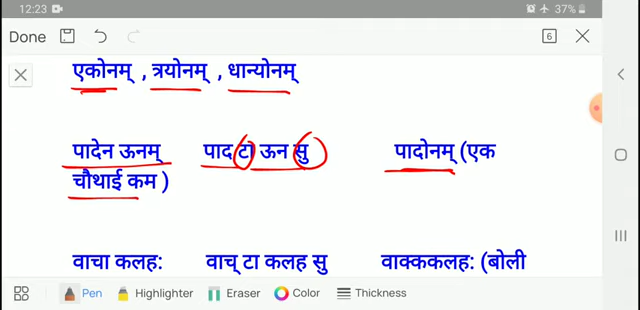 12:23 37%
Done 6
एकोनम् , त्रयोनम् , धान्योनम्
पादेन ऊनम् पाद टा ऊन सु पादोनम् (एक
चौथाई कम )
वाचा कलह: वाच् टा कलह सु वाक्ककलह: (बोली
Pen Highlighter Eraser Color Thickness